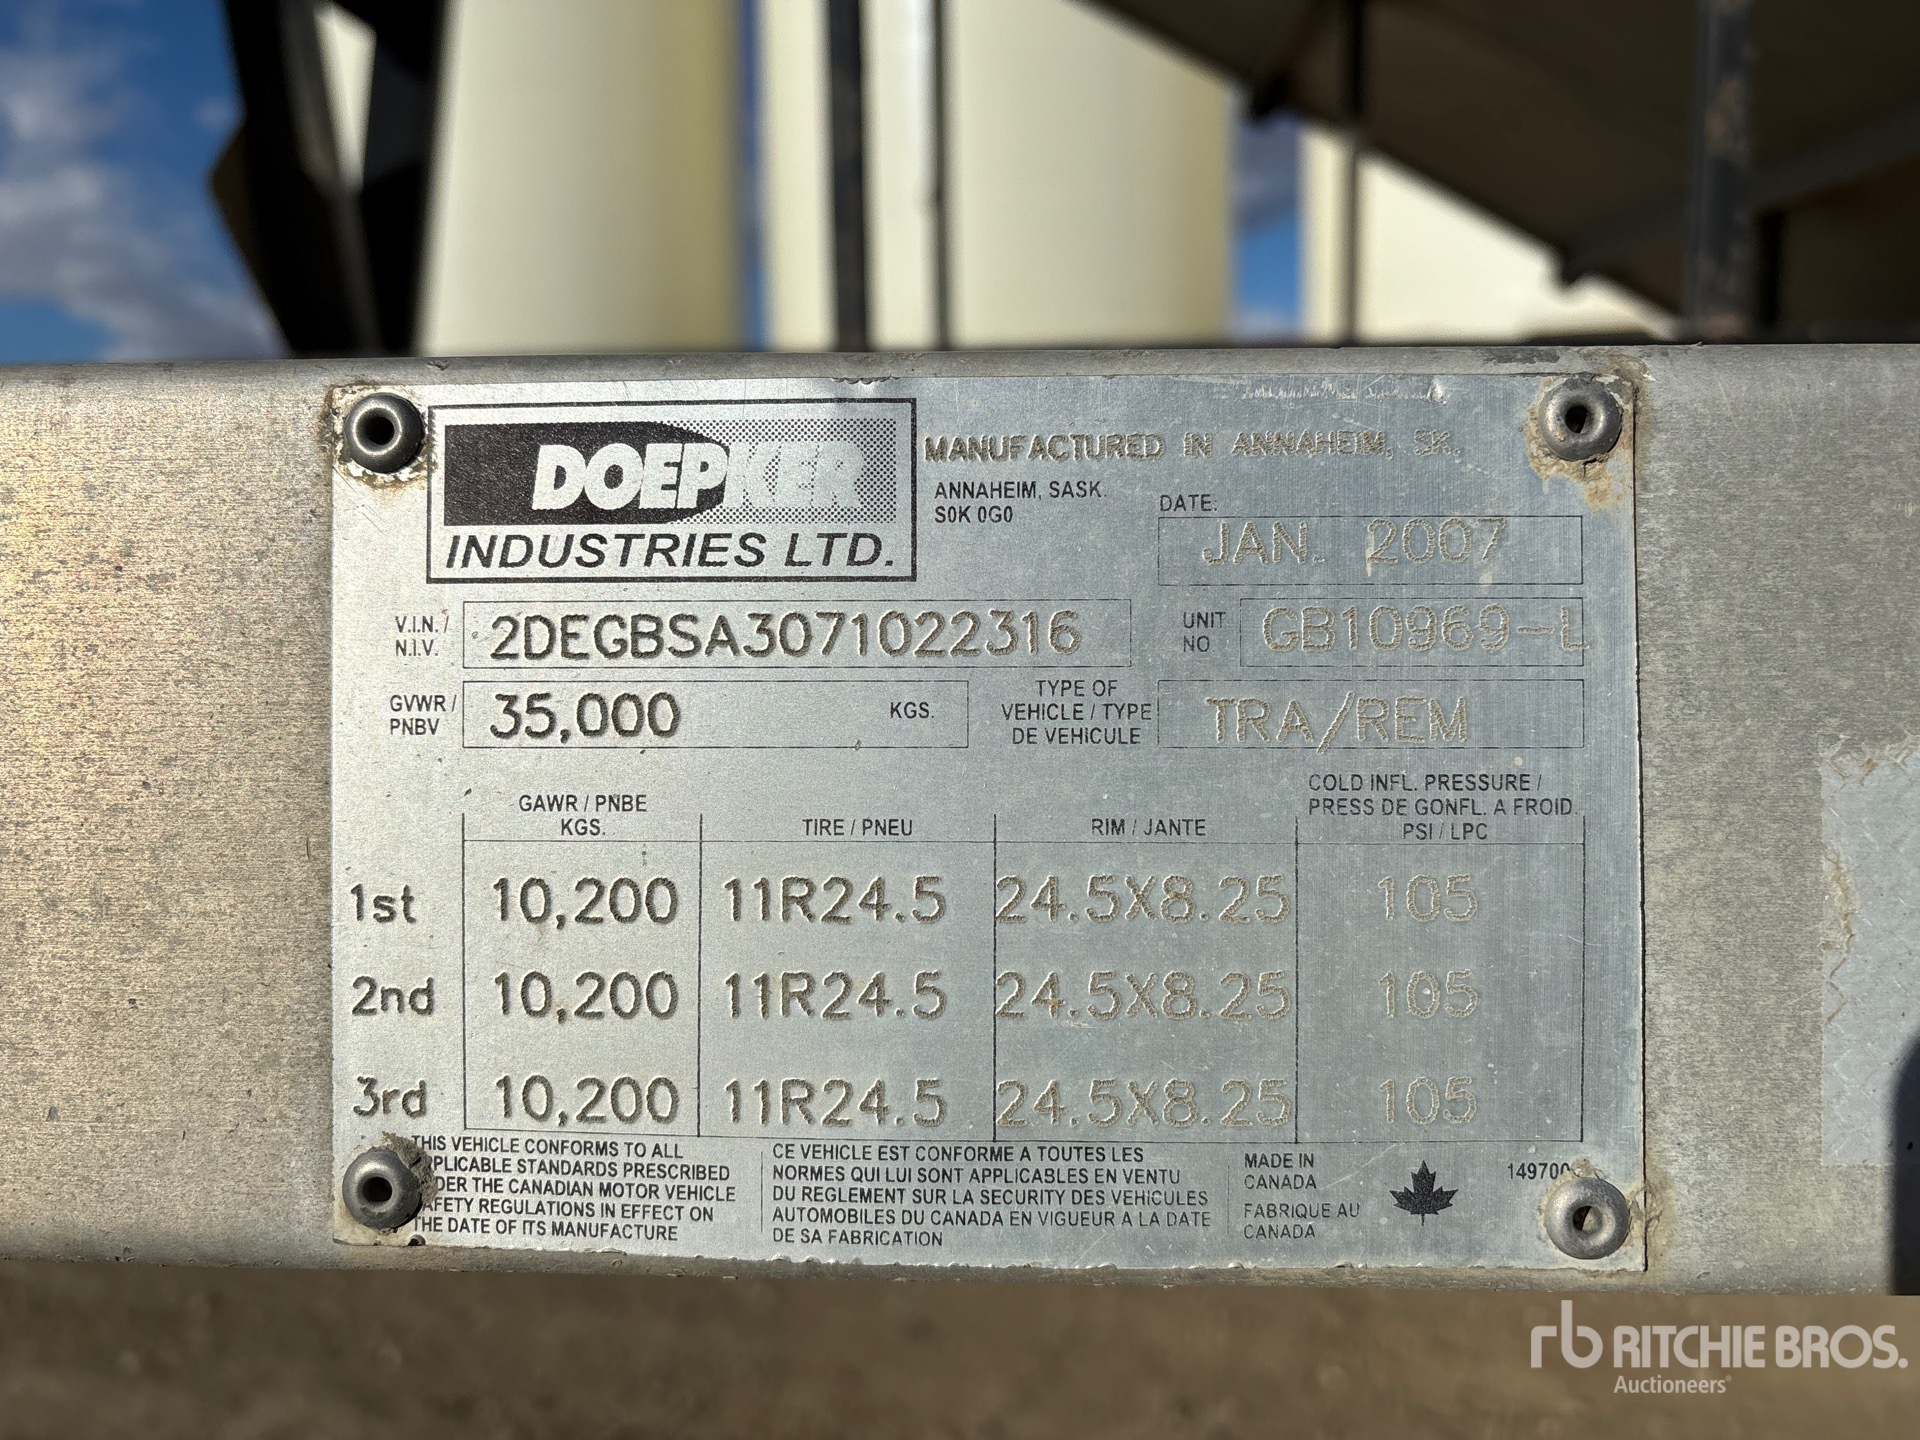 DOEPKER
INDUSTRIES LTD.
MANUFACTURED IN ANNAHEIM, SK.
ANNAHEIM, SASK.
S0K 0G0
DATE:
JAN. 2007
V.I.N. /
N.I.V.
2DEGBSA3071022316
UNIT
NO
GB10969-L
GVWR /
PNBV
35,000
KGS.
TYPE OF
VEHICLE / TYPE
DE VEHICULE
TRA/REM
GAWR / PNBE
KGS.
TIRE / PNEU
RIM / JANTE
COLD INFL. PRESSURE /
PRESS DE GONFL. A FROID.
PSI / LPC
1st 10,200 11R24.5 24.5X8.25 105
2nd 10,200 11R24.5 24.5X8.25 105
3rd 10,200 11R24.5 24.5X8.25 105
THIS VEHICLE CONFORMS TO ALL
PLICABLE STANDARDS PRESCRIBED
DER THE CANADIAN MOTOR VEHICLE
AFETY REGULATIONS IN EFFECT ON
THE DATE OF ITS MANUFACTURE
CE VEHICLE EST CONFORME A TOUTES LES
NORMES QUI LUI SONT APPLICABLES EN VENTU
DU REGLEMENT SUR LA SECURITY DES VEHICULES
AUTOMOBILES DU CANADA EN VIGUEUR A LA DATE
DE SA FABRICATION
MADE IN
CANADA
FABRIQUE AU
CANADA
149700
rb RITCHIE BROS.
Auctioneers